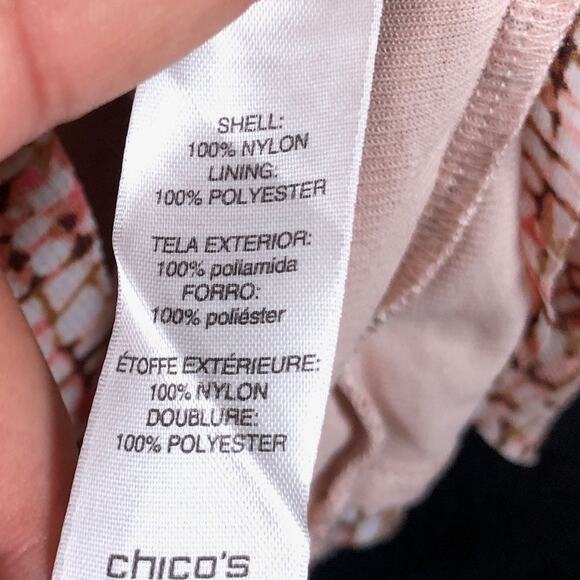 SHELL:
100% NYLON
LINING:
100% POLYESTER
TELA EXTERIOR:
100% poliamida
FORRO:
100% poliéster
ÉTOFFE EXTÉRIEURE:
100% NYLON
DOUBLURE:
100% POLYESTER
chico's